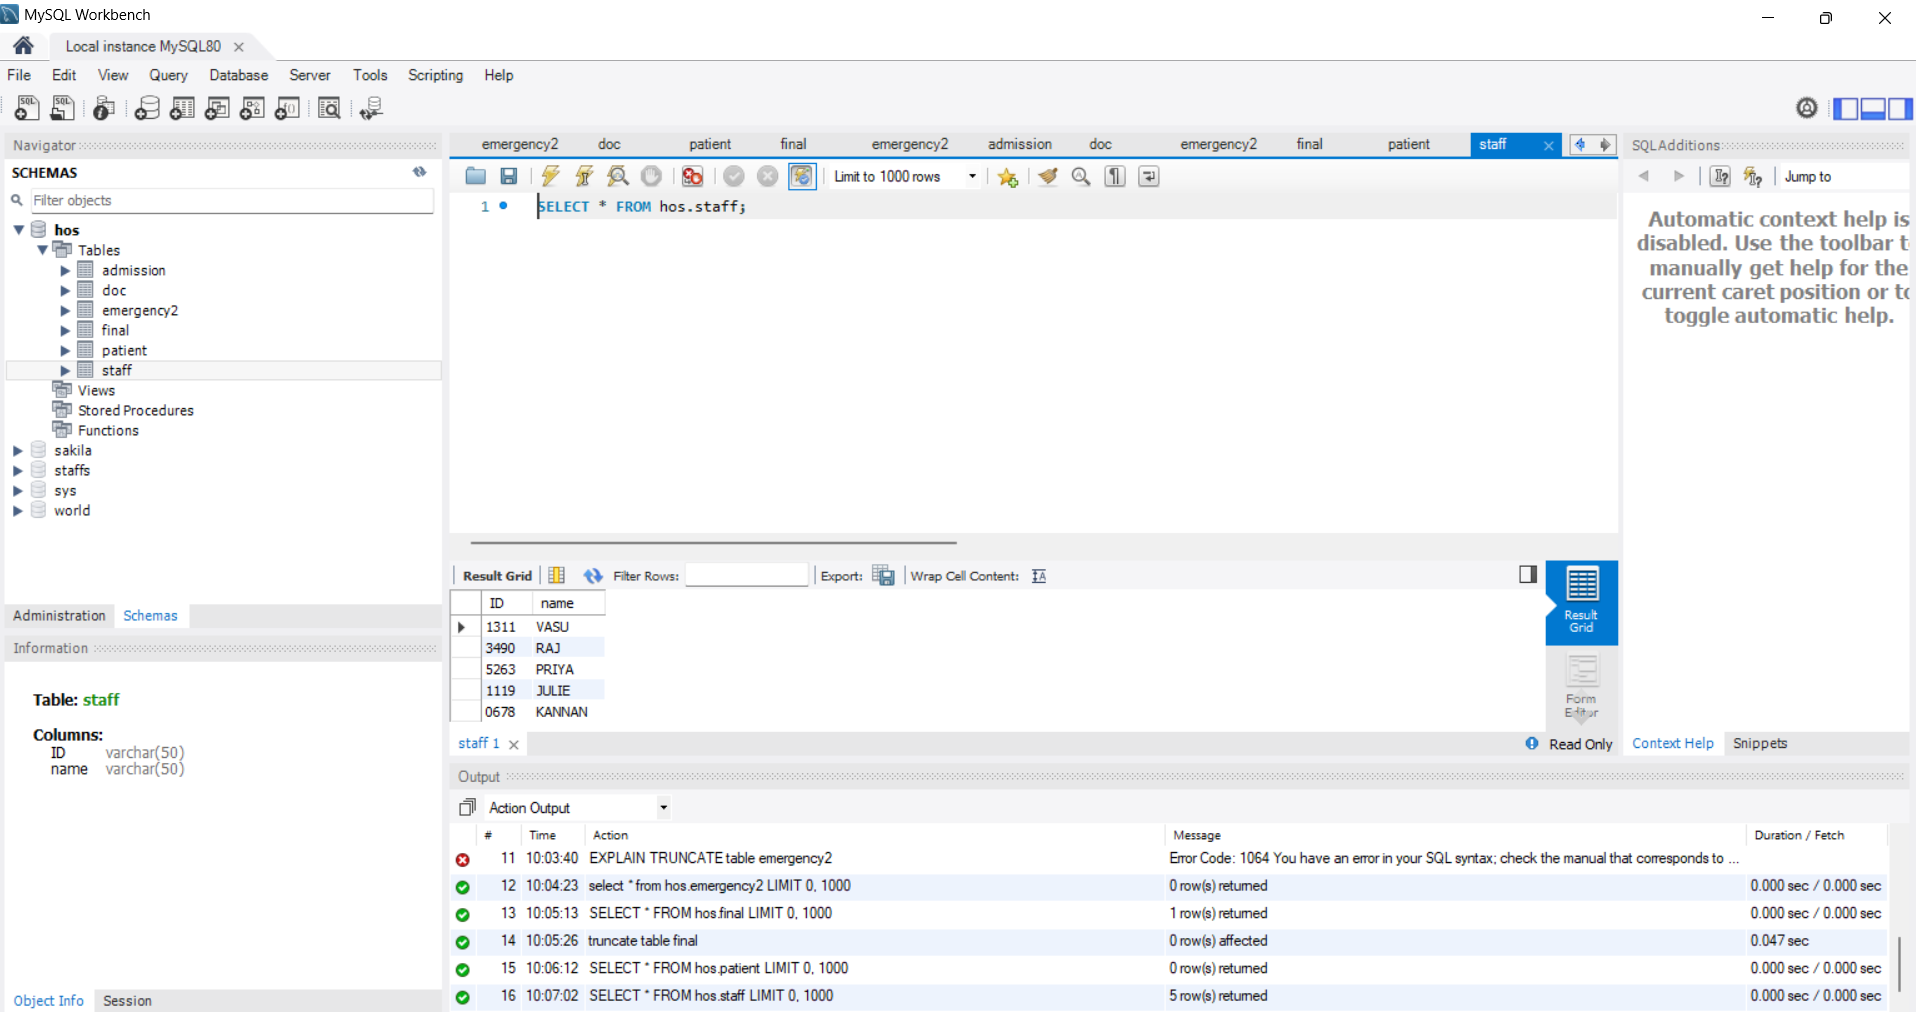 MySQL Workbench
Local instance MySQL80
File Edit View Query Database Server Tools Scripting Help
Navigator
SCHEMAS
Filter objects
hos
Tables
admission
doc
emergency2
final
patient
staff
Views
Stored Procedures
Functions
sakila
staffs
sys
world
Administration Schemas
Information
Table: staff
Columns:
ID varchar(50)
name varchar(50)
Object Info Session
emergency2 doc patient final emergency2 admission doc emergency2 final patient staff
Limit to 1000 rows
1 SELECT * FROM hos.staff;
Result Grid Filter Rows: Export: Wrap Cell Content:
ID name
1311 VASU
3490 RAJ
5263 PRIYA
1119 JULIE
0678 KANNAN
Result
Grid
Form
Editor
staff 1
Read Only
SQLAdditions
Jump to
Automatic context help is
disabled. Use the toolbar t
manually get help for the
current caret position or to
toggle automatic help.
Context Help Snippets
Output
Action Output
# Time Action Message Duration / Fetch
11 10:03:40 EXPLAIN TRUNCATE table emergency2 Error Code: 1064 You have an error in your SQL syntax; check the manual that corresponds to ...
12 10:04:23 select * from hos.emergency2 LIMIT 0, 1000 0 row(s) returned 0.000 sec / 0.000 sec
13 10:05:13 SELECT * FROM hos.final LIMIT 0, 1000 1 row(s) returned 0.000 sec / 0.000 sec
14 10:05:26 truncate table final 0 row(s) affected 0.047 sec
15 10:06:12 SELECT * FROM hos.patient LIMIT 0, 1000 0 row(s) returned 0.000 sec / 0.000 sec
16 10:07:02 SELECT * FROM hos.staff LIMIT 0, 1000 5 row(s) returned 0.000 sec / 0.000 sec